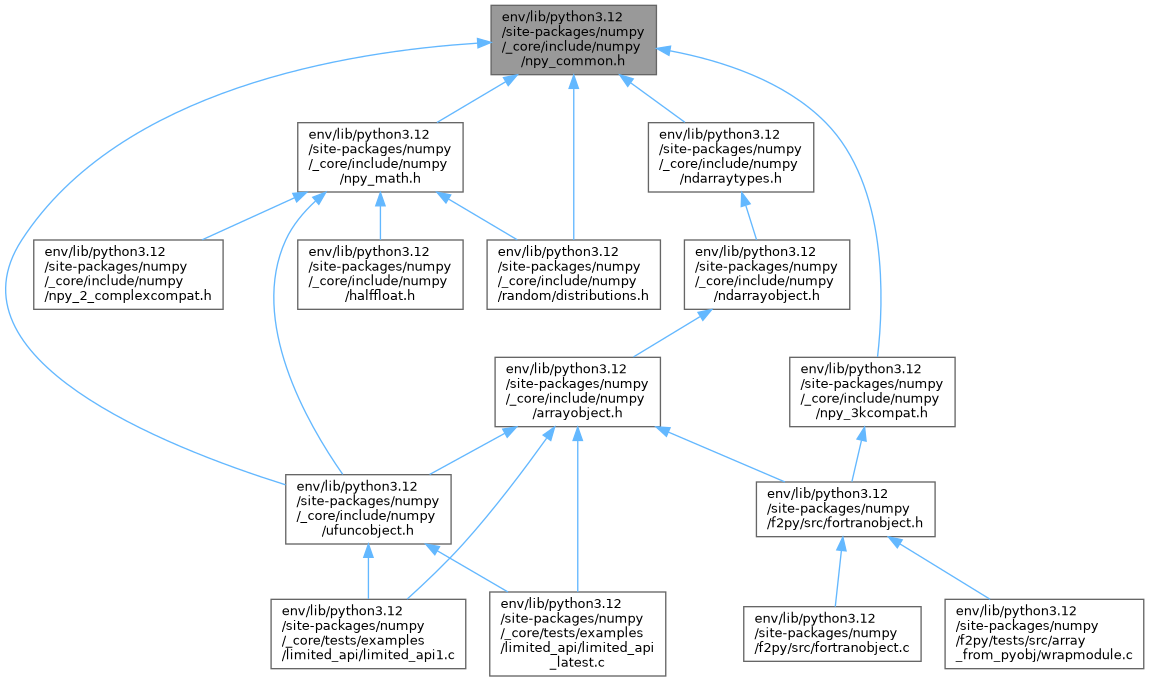 env/lib/python3.12
/site-packages/numpy
/_core/include/numpy
/npy_common.h
env/lib/python3.12
/site-packages/numpy
/_core/include/numpy
/npy_math.h
env/lib/python3.12
/site-packages/numpy
/_core/include/numpy
/ndarraytypes.h
env/lib/python3.12
/site-packages/numpy
/_core/include/numpy
/npy_2_complexcompat.h
env/lib/python3.12
/site-packages/numpy
/_core/include/numpy
/halffloat.h
env/lib/python3.12
/site-packages/numpy
/_core/include/numpy
/random/distributions.h
env/lib/python3.12
/site-packages/numpy
/_core/include/numpy
/ndarrayobject.h
env/lib/python3.12
/site-packages/numpy
/_core/include/numpy
/arrayobject.h
env/lib/python3.12
/site-packages/numpy
/_core/include/numpy
/npy_3kcompat.h
env/lib/python3.12
/site-packages/numpy
/_core/include/numpy
/ufuncobject.h
env/lib/python3.12
/site-packages/numpy
/f2py/src/fortranobject.h
env/lib/python3.12
/site-packages/numpy
/_core/tests/examples
/limited_api/limited_api1.c
env/lib/python3.12
/site-packages/numpy
/_core/tests/examples
/limited_api/limited_api
_latest.c
env/lib/python3.12
/site-packages/numpy
/f2py/src/fortranobject.c
env/lib/python3.12
/site-packages/numpy
/f2py/tests/src/array
_from_pyobj/wrapmodule.c